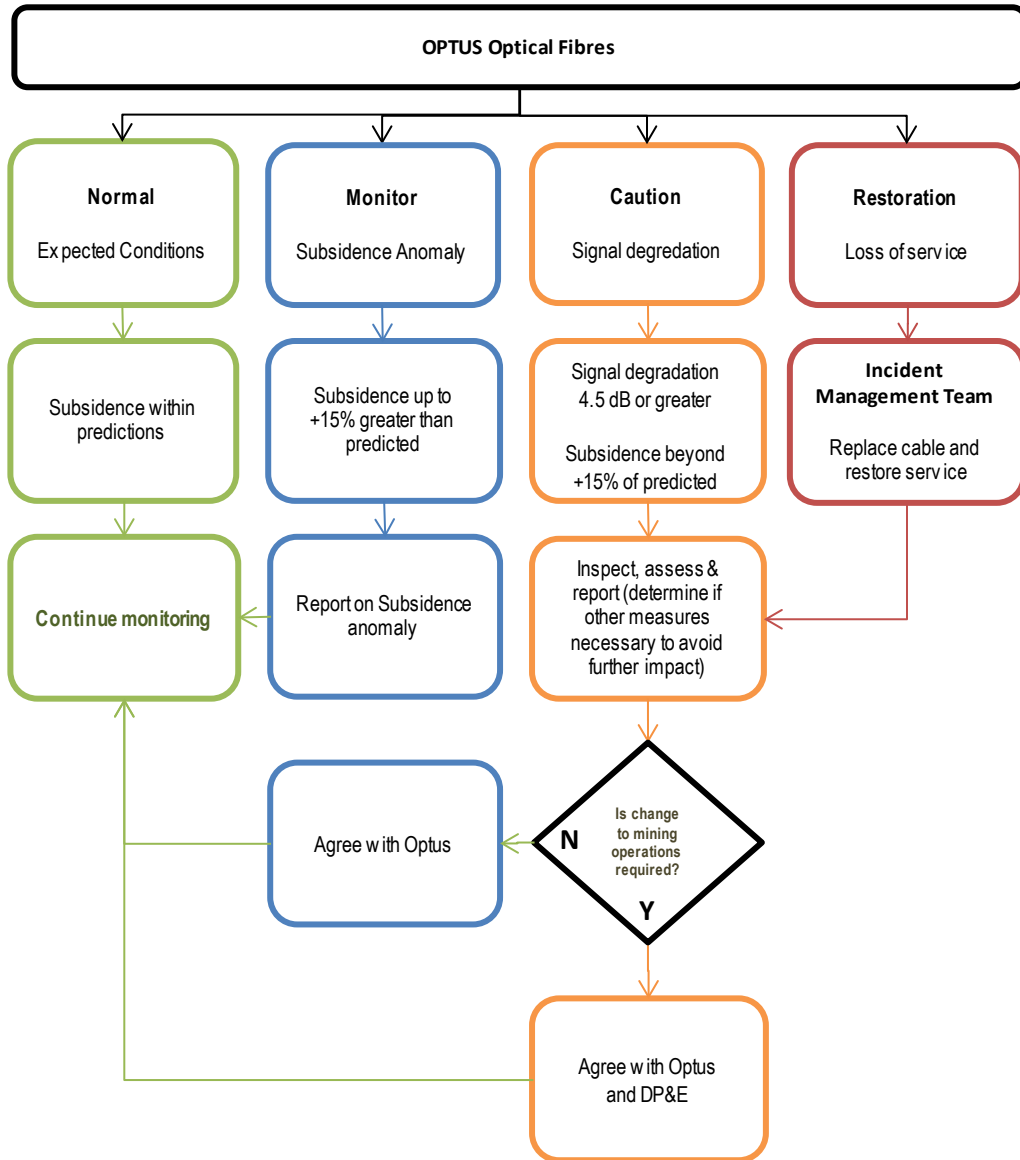 OPTUS Optical Fibres
Normal
Expected Conditions
Monitor
Subsidence Anomaly
Caution
Signal degredation
Restoration
Loss of service
Subsidence within
predictions
Subsidence up to
+15% greater than
predicted
Signal degradation
4.5 dB or greater
Subsidence beyond
+15% of predicted
Incident
Management Team
Replace cable and
restore service
Continue monitoring
Report on Subsidence
anomaly
Inspect, assess &
report (determine if
other measures
necessary to avoid
further impact)
Agree with Optus
N
Is change
to mining
operations
required?
Y
Agree with Optus
and DP&E